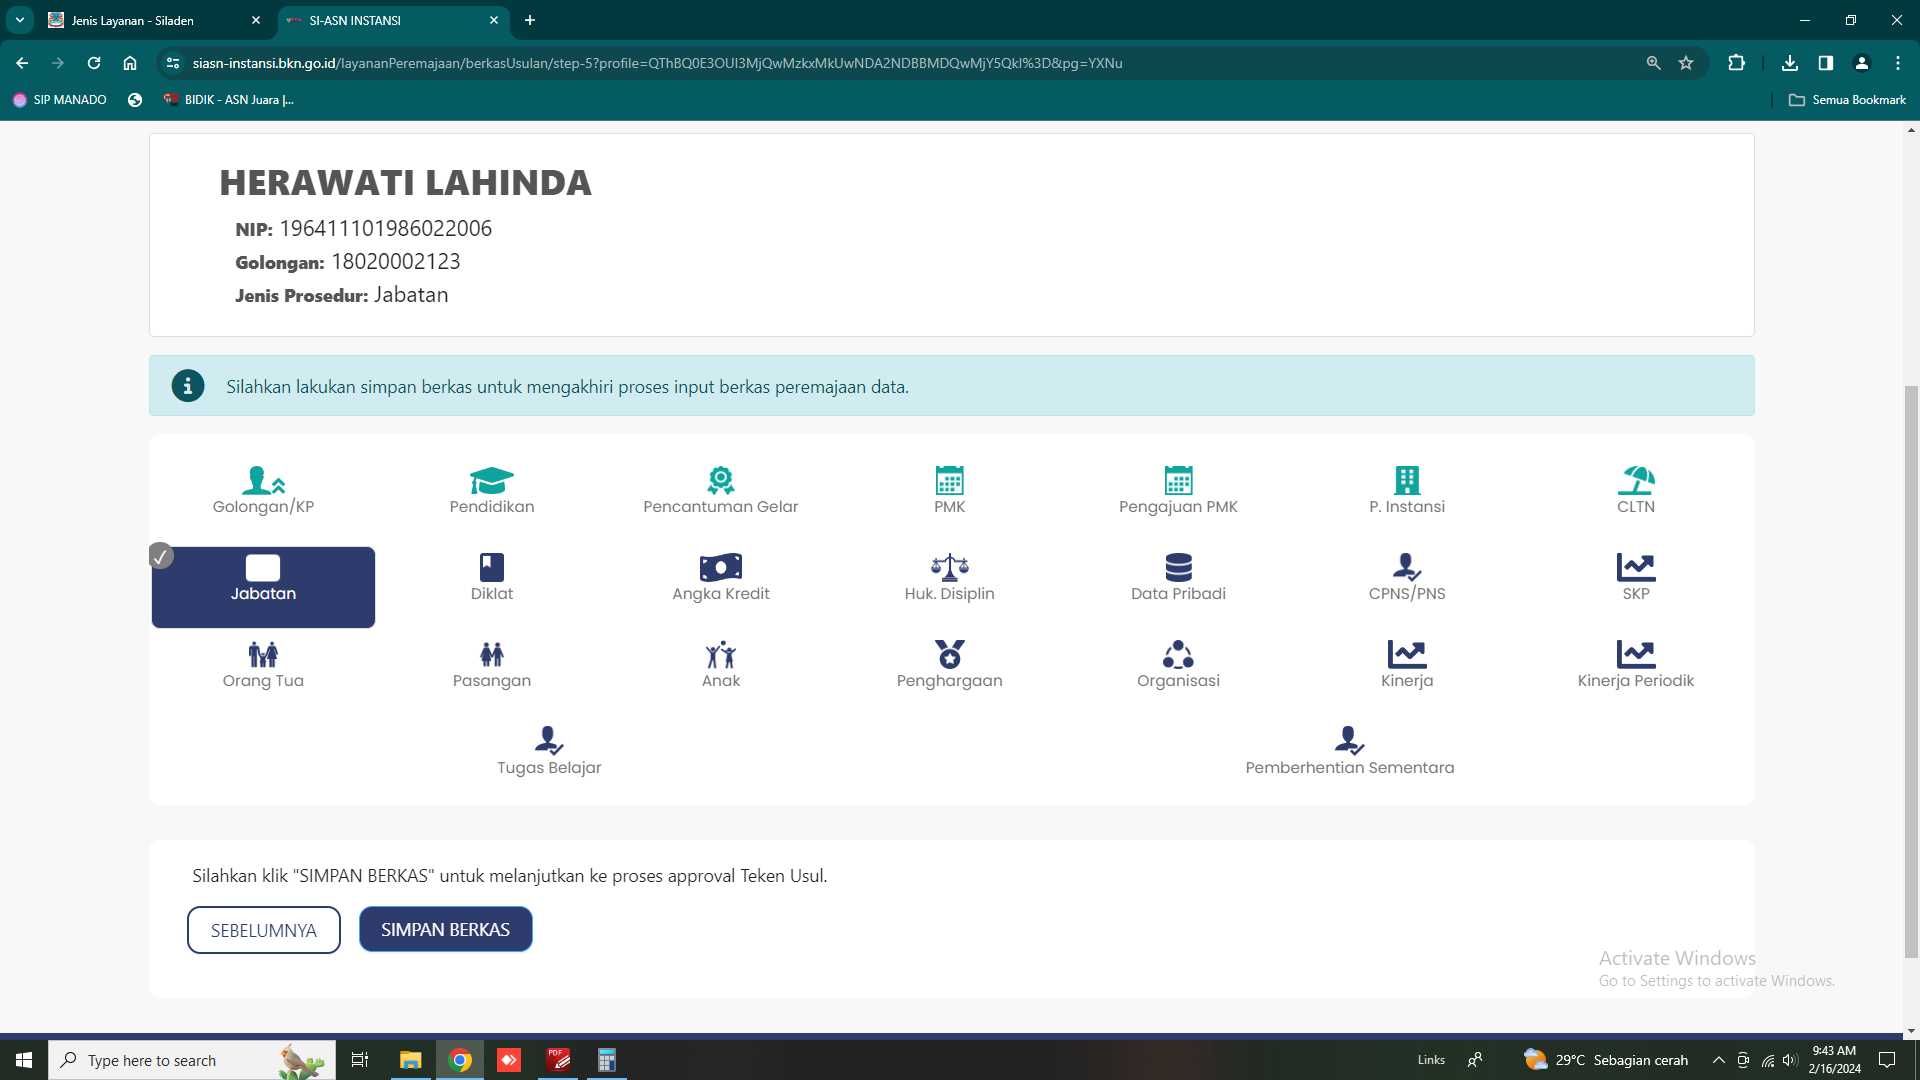 Jenis Layanan - Siladen
SI-ASN INSTANSI
siasn-instansi.bkn.go.id/layananPeremajaan/berkasUsulan/step-5?profile=QThBQ0E3OUI3MjQwMzkxMkUwNDA2NDBBMDQwMjY5QkI%3D&pg=YXNu
SIP MANADO
BIDIK - ASN Juara |...
Semua Bookmark
HERAWATI LAHINDA
NIP: 196411101986022006
Golongan: 18020002123
Jenis Prosedur: Jabatan
Silahkan lakukan simpan berkas untuk mengakhiri proses input berkas peremajaan data.
Golongan/KP
Pendidikan
Pencantuman Gelar
PMK
Pengajuan PMK
P. Instansi
CLTN
Jabatan
Diklat
Angka Kredit
Huk. Disiplin
Data Pribadi
CPNS/PNS
SKP
Orang Tua
Pasangan
Anak
Penghargaan
Organisasi
Kinerja
Kinerja Periodik
Tugas Belajar
Pemberhentian Sementara
Silahkan klik "SIMPAN BERKAS" untuk melanjutkan ke proses approval Teken Usul.
SEBELUMNYA
SIMPAN BERKAS
Activate Windows
Go to Settings to activate Windows.
Type here to search
PDF
Links
29°C Sebagian cerah
9:43 AM
2/16/2024